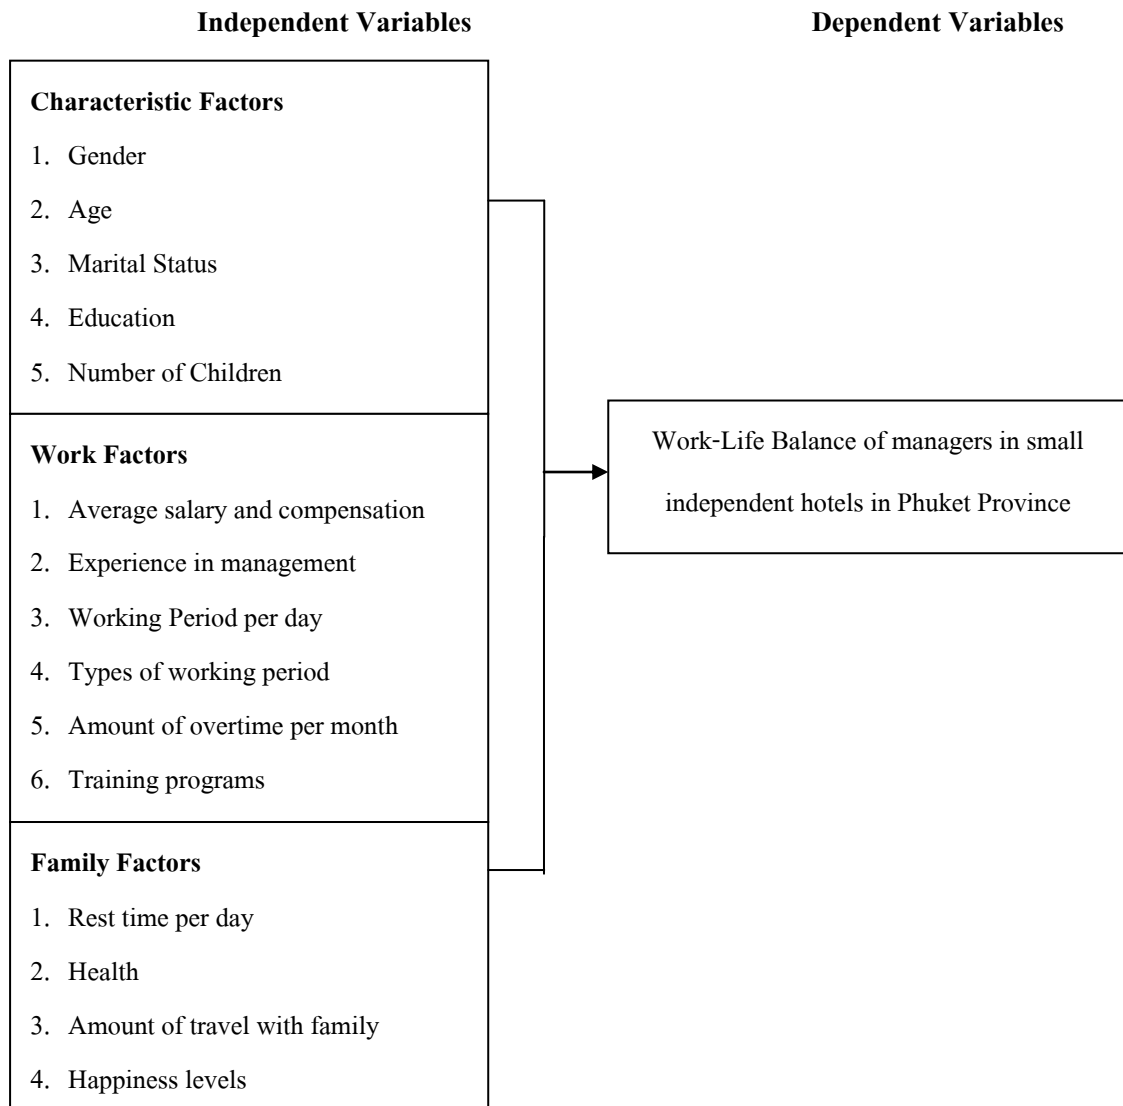 Independent Variables
Dependent Variables
Characteristic Factors
1. Gender
2. Age
3. Marital Status
4. Education
5. Number of Children
Work Factors
1. Average salary and compensation
2. Experience in management
3. Working Period per day
4. Types of working period
5. Amount of overtime per month
6. Training programs
Family Factors
1. Rest time per day
2. Health
3. Amount of travel with family
4. Happiness levels
Work-Life Balance of managers in small
independent hotels in Phuket Province